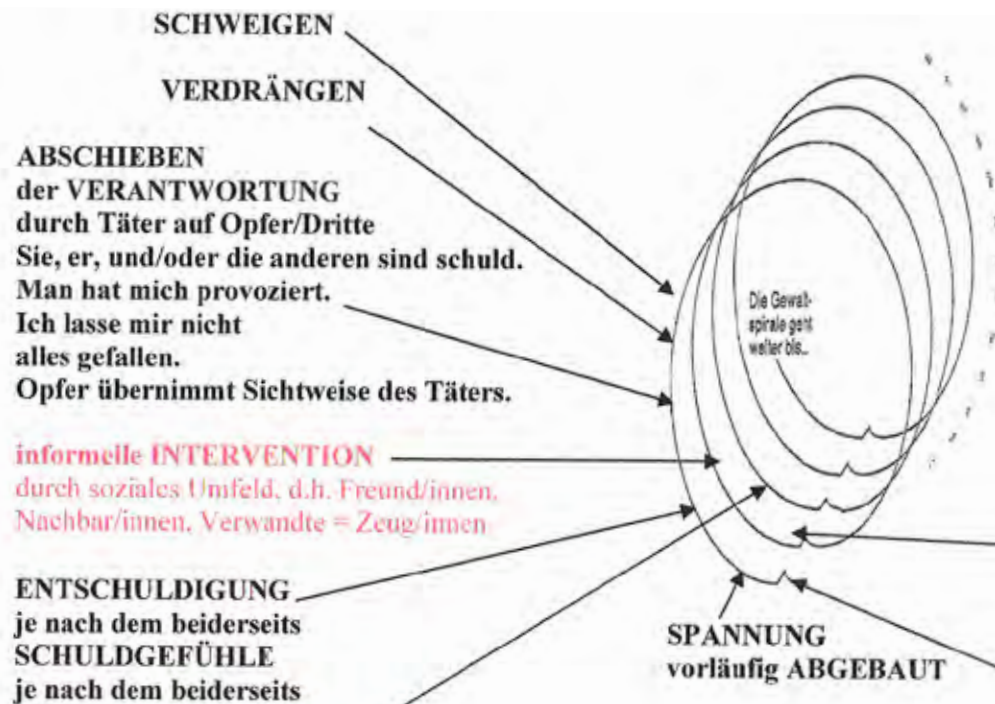 SCHWEIGEN
VERDRÄNGEN
ABSCHIEBEN
der VERANTWORTUNG
durch Täter auf Opfer/Dritte
Sie, er, und/oder die anderen sind schuld.
Man hat mich provoziert.
Ich lasse mir nicht
alles gefallen.
Opfer übernimmt Sichtweise des Täters.
informelle INTERVENTION
durch soziales Umfeld, d.h. Freund/innen,
Nachbar/innen, Verwandte = Zeug/innen
ENTSCHULDIGUNG
je nach dem beiderseits
SCHULDGEFÜHLE
je nach dem beiderseits
Die Gewalt-
spirale geht
weiter bis...
SPANNUNG
vorläufig ABGEBAUT